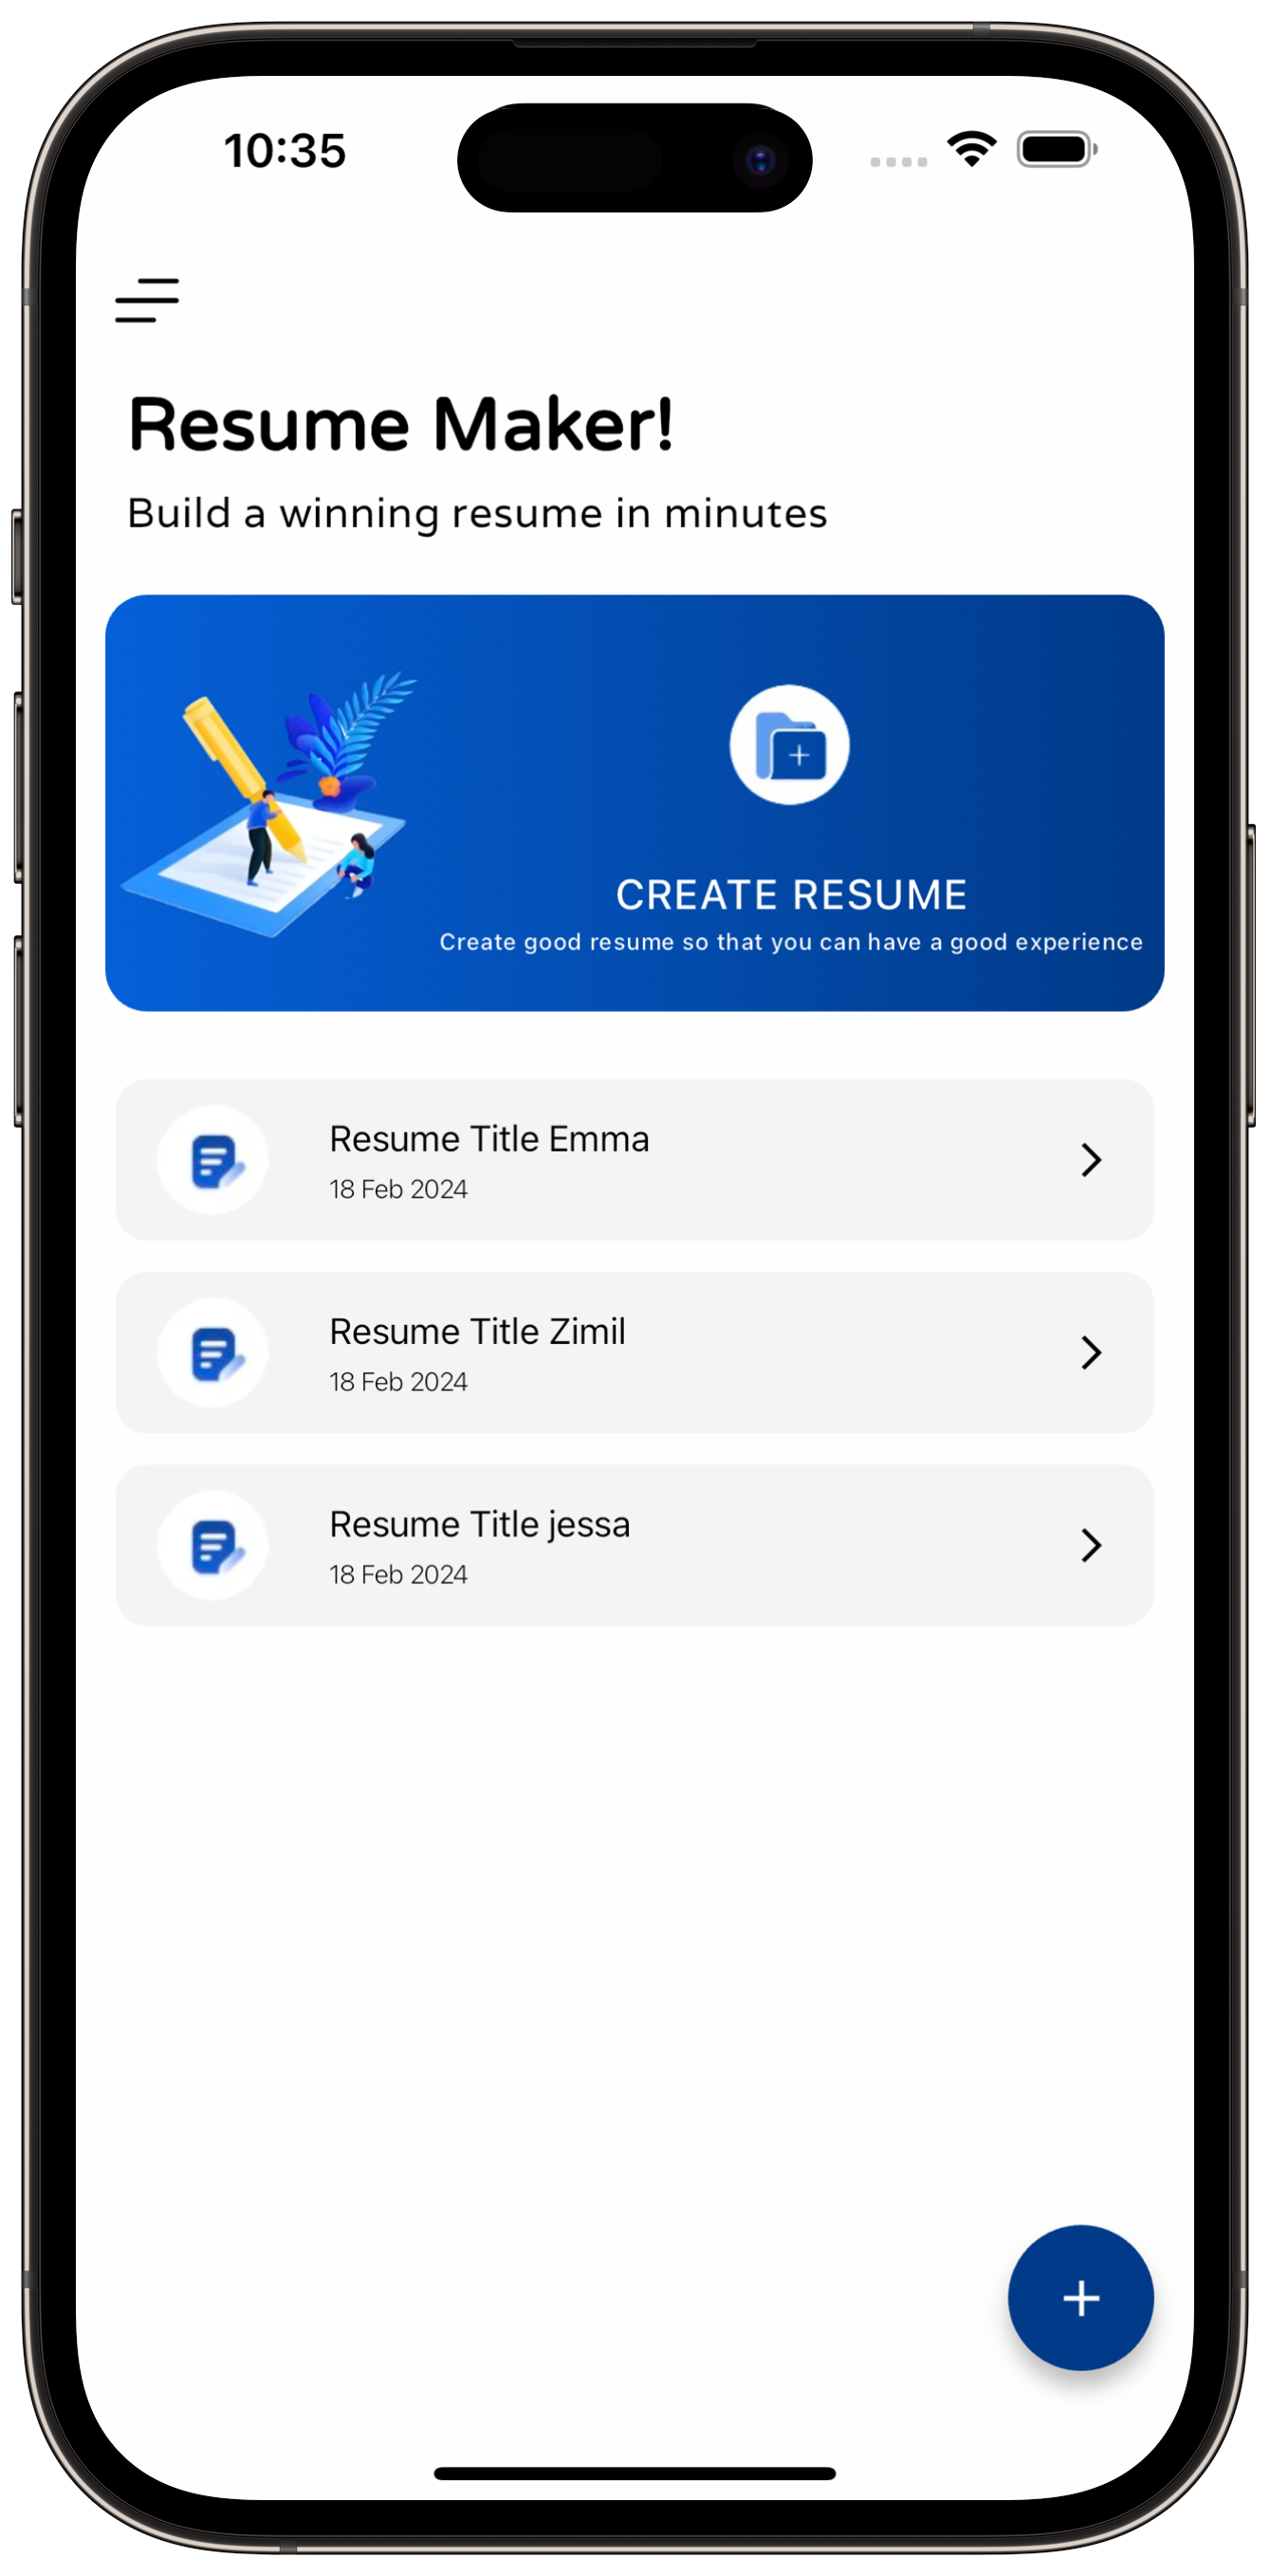 10:35
Resume Maker!
Build a winning resume in minutes
CREATE RESUME
Create good resume so that you can have a good experience
Resume Title Emma
18 Feb 2024
Resume Title Zimil
18 Feb 2024
Resume Title jessa
18 Feb 2024